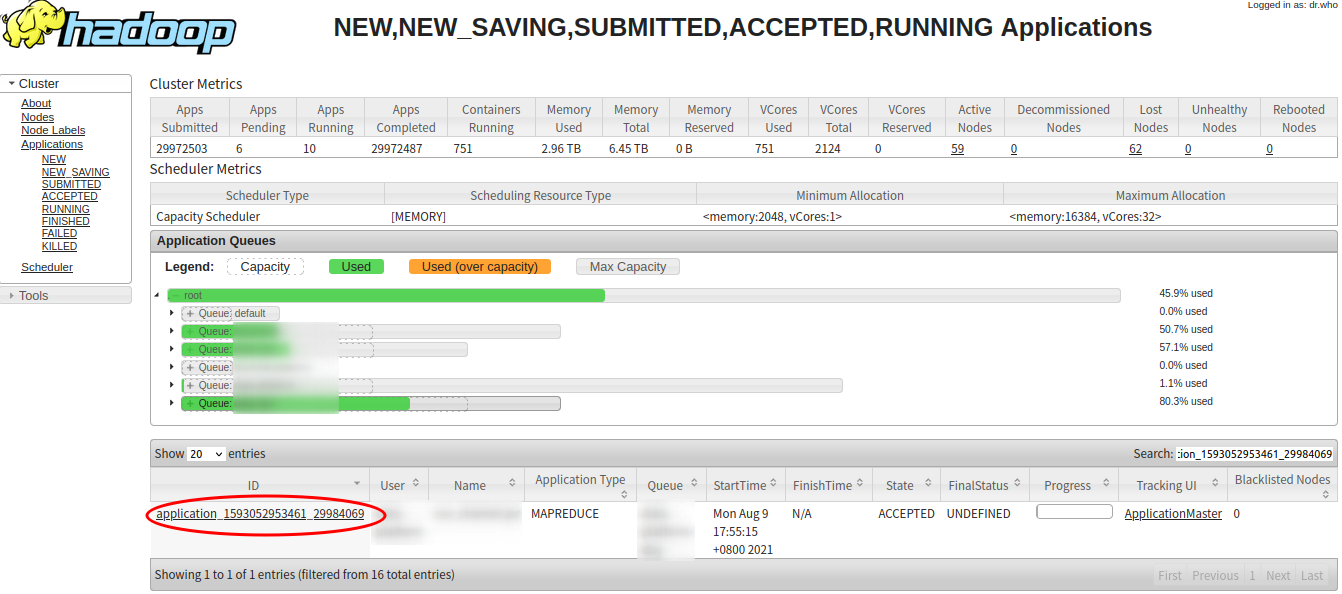 Logged in as: dr.who
hadoop
NEW,NEW_SAVING,SUBMITTED,ACCEPTED,RUNNING Applications
Cluster
About
Nodes
Node Labels
Applications
NEW
NEW_SAVING
SUBMITTED
ACCEPTED
RUNNING
FINISHED
FAILED
KILLED
Scheduler
Tools
Cluster Metrics
Apps Submitted Apps Pending Apps Running Apps Completed Containers Running Memory Used Memory Total Memory Reserved VCores Used VCores Total VCores Reserved Active Nodes Decommissioned Nodes Lost Nodes Unhealthy Nodes Rebooted Nodes
29972503 6 10 29972487 751 2.96 TB 6.45 TB 0 B 751 2124 0 59 0 62 0 0
Scheduler Metrics
Scheduler Type Scheduling Resource Type Minimum Allocation Maximum Allocation
Capacity Scheduler [MEMORY] <memory:2048, vCores:1> <memory:16384, vCores:32>
Application Queues
Legend: Capacity Used Used (over capacity) Max Capacity
- root 45.9% used
+ Queue: default 0.0% used
+ Queue: 50.7% used
+ Queue: 57.1% used
+ Queue: 0.0% used
+ Queue: 1.1% used
+ Queue: 80.3% used
Show 20 entries Search: :ion_1593052953461_29984069
ID User Name Application Type Queue StartTime FinishTime State FinalStatus Progress Tracking UI Blacklisted Nodes
application_1593052953461_29984069 MAPREDUCE Mon Aug 9 N/A ACCEPTED UNDEFINED ApplicationMaster 0
17:55:15
+0800 2021
Showing 1 to 1 of 1 entries (filtered from 16 total entries) First Previous 1 Next Last